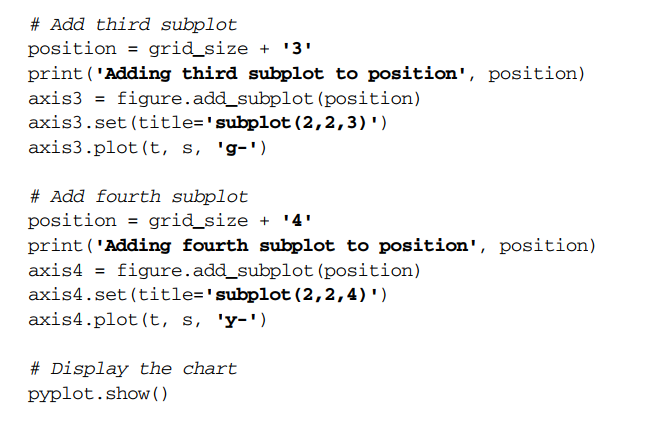 # Add third subplot
position = grid_size + '3'
print('Adding third subplot to position', position)
axis3 = figure.add_subplot(position)
axis3.set(title='subplot(2,2,3)')
axis3.plot(t, s, 'g-')
# Add fourth subplot
position = grid_size + '4'
print('Adding fourth subplot to position', position)
axis4 = figure.add_subplot(position)
axis4.set(title='subplot(2,2,4)')
axis4.plot(t, s, 'y-')
# Display the chart
pyplot.show()